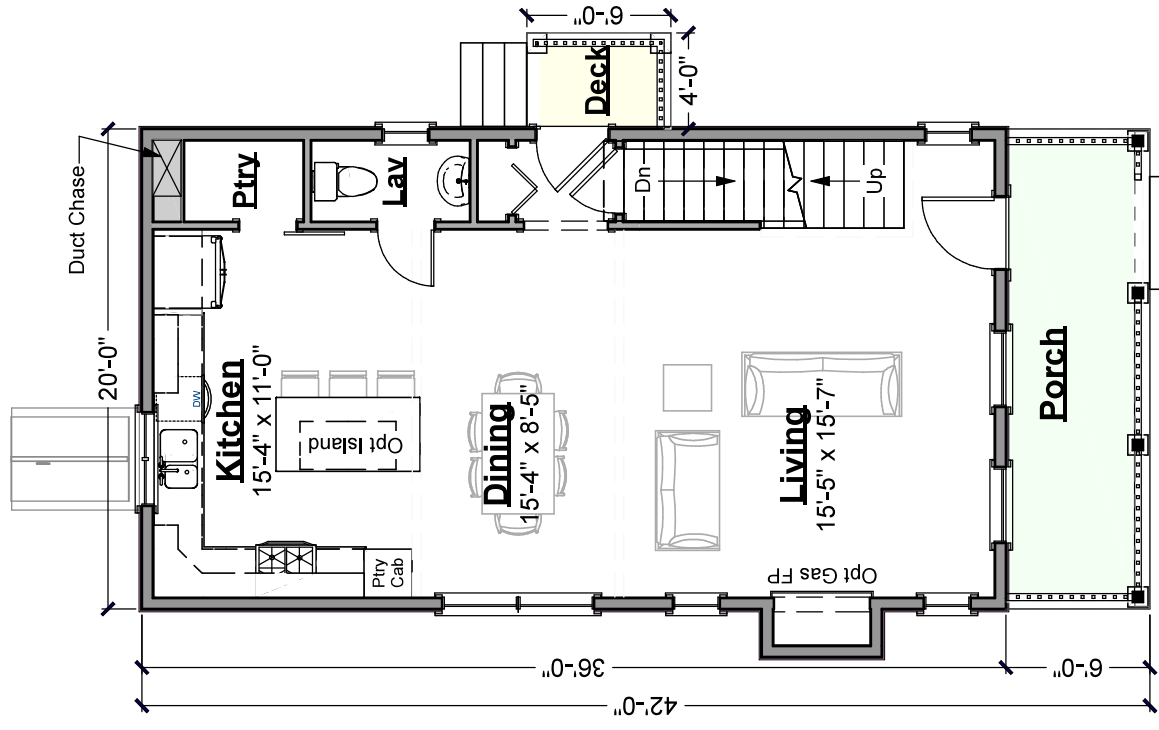 6'-0"
4'-0"
Deck
Duct Chase
Ptry
Lav
Dn
Up
20'-0"
Kitchen
15'-4" x 11'-0"
DW
Opt Island
Dining
15'-4" x 8'-5"
Living
15'-5" x 15'-7"
Porch
Ptry
Cab
Opt Gas FP
36'-0"
6'-0"
42'-0"